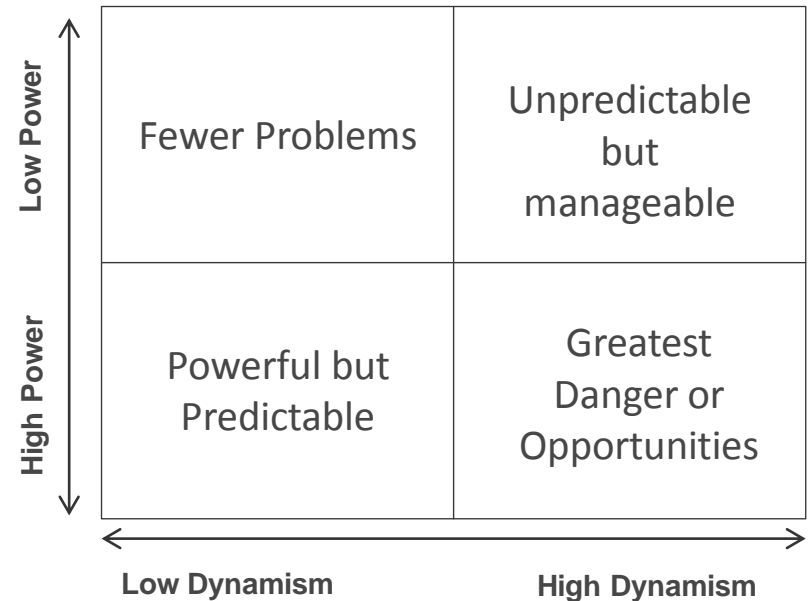 Low Power
Fewer Problems
Unpredictable
but
manageable
High Power
Powerful but
Predictable
Greatest
Danger or
Opportunities
Low Dynamism
High Dynamism